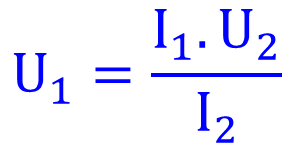 U₁ = I₁.U₂ / I₂